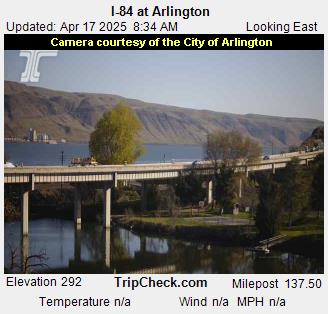 I-84 at Arlington
Updated: Apr 17 2025 8:34 AM Looking East
Camera courtesy of the City of Arlington
Elevation 292 TripCheck.com Milepost 137.50
Temperature n/a Wind n/a MPH n/a